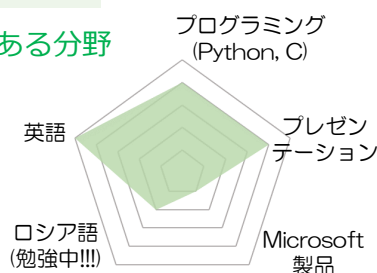 ある分野
プログラミング
(Python, C)
英語
プレゼン
テーション
ロシア語
(勉強中!!!)
Microsoft
製品